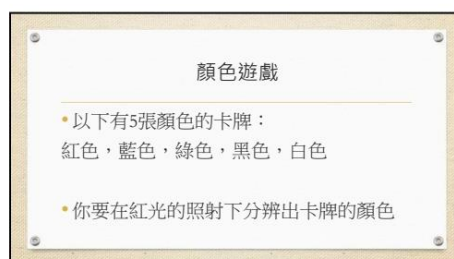 顏色遊戲
•以下有5張顏色的卡牌：
紅色，藍色，綠色，黑色，白色
•你要在紅光的照射下分辨出卡牌的顏色